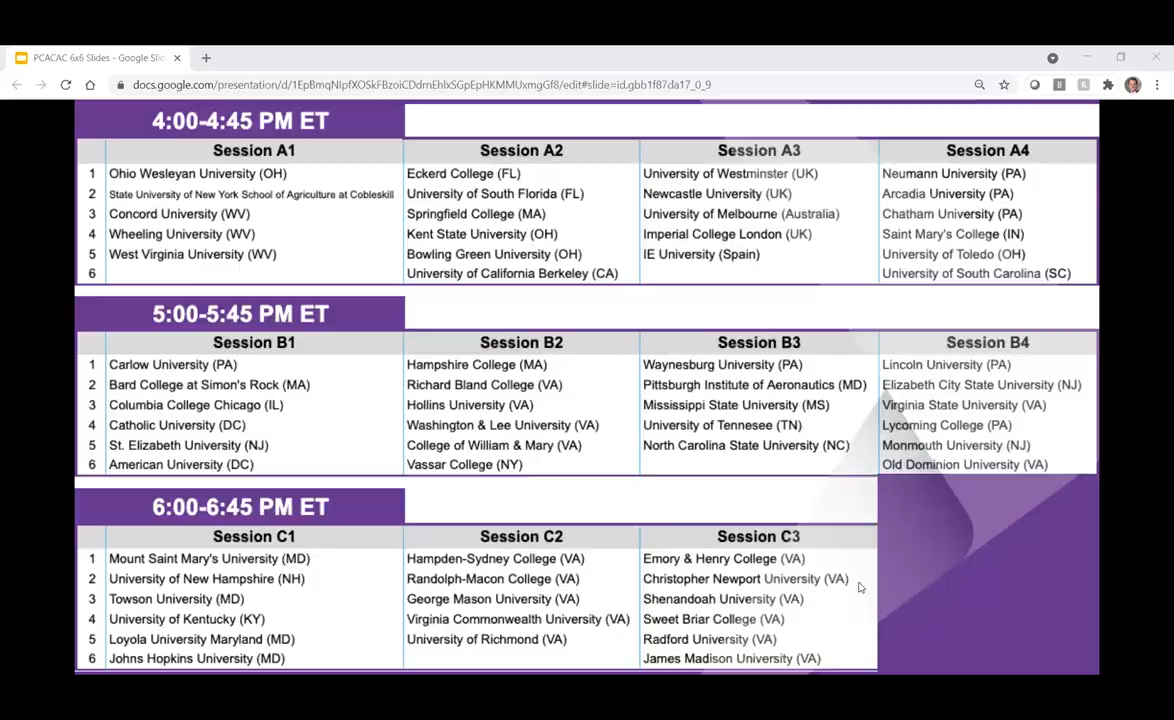 PCACAC 6x6 Slides - Google Slid
docs.google.com/presentation/d/1EpBmqNIpfXOSkFBzoiCDdrnEhlxSGpEpHKMMUxmgGf8/edit#slide=id.gbb1f87da17_0_9
4:00-4:45 PM ET
Session A1 Session A2 Session A3 Session A4
1 Ohio Wesleyan University (OH) Eckerd College (FL) University of Westminster (UK) Neumann University (PA)
2 State University of New York School of Agriculture at Cobleskill University of South Florida (FL) Newcastle University (UK) Arcadia University (PA)
3 Concord University (WV) Springfield College (MA) University of Melbourne (Australia) Chatham University (PA)
4 Wheeling University (WV) Kent State University (OH) Imperial College London (UK) Saint Mary's College (IN)
5 West Virginia University (WV) Bowling Green University (OH) IE University (Spain) University of Toledo (OH)
6 University of California Berkeley (CA) University of South Carolina (SC)
5:00-5:45 PM ET
Session B1 Session B2 Session B3 Session B4
1 Carlow University (PA) Hampshire College (MA) Waynesburg University (PA) Lincoln University (PA)
2 Bard College at Simon's Rock (MA) Richard Bland College (VA) Pittsburgh Institute of Aeronautics (MD) Elizabeth City State University (NJ)
3 Columbia College Chicago (IL) Hollins University (VA) Mississippi State University (MS) Virginia State University (VA)
4 Catholic University (DC) Washington & Lee University (VA) University of Tennessee (TN) Lycoming College (PA)
5 St. Elizabeth University (NJ) College of William & Mary (VA) North Carolina State University (NC) Monmouth University (NJ)
6 American University (DC) Vassar College (NY) Old Dominion University (VA)
6:00-6:45 PM ET
Session C1 Session C2 Session C3
1 Mount Saint Mary's University (MD) Hampden-Sydney College (VA) Emory & Henry College (VA)
2 University of New Hampshire (NH) Randolph-Macon College (VA) Christopher Newport University (VA)
3 Towson University (MD) George Mason University (VA) Shenandoah University (VA)
4 University of Kentucky (KY) Virginia Commonwealth University (VA) Sweet Briar College (VA)
5 Loyola University Maryland (MD) University of Richmond (VA) Radford University (VA)
6 Johns Hopkins University (MD) James Madison University (VA)